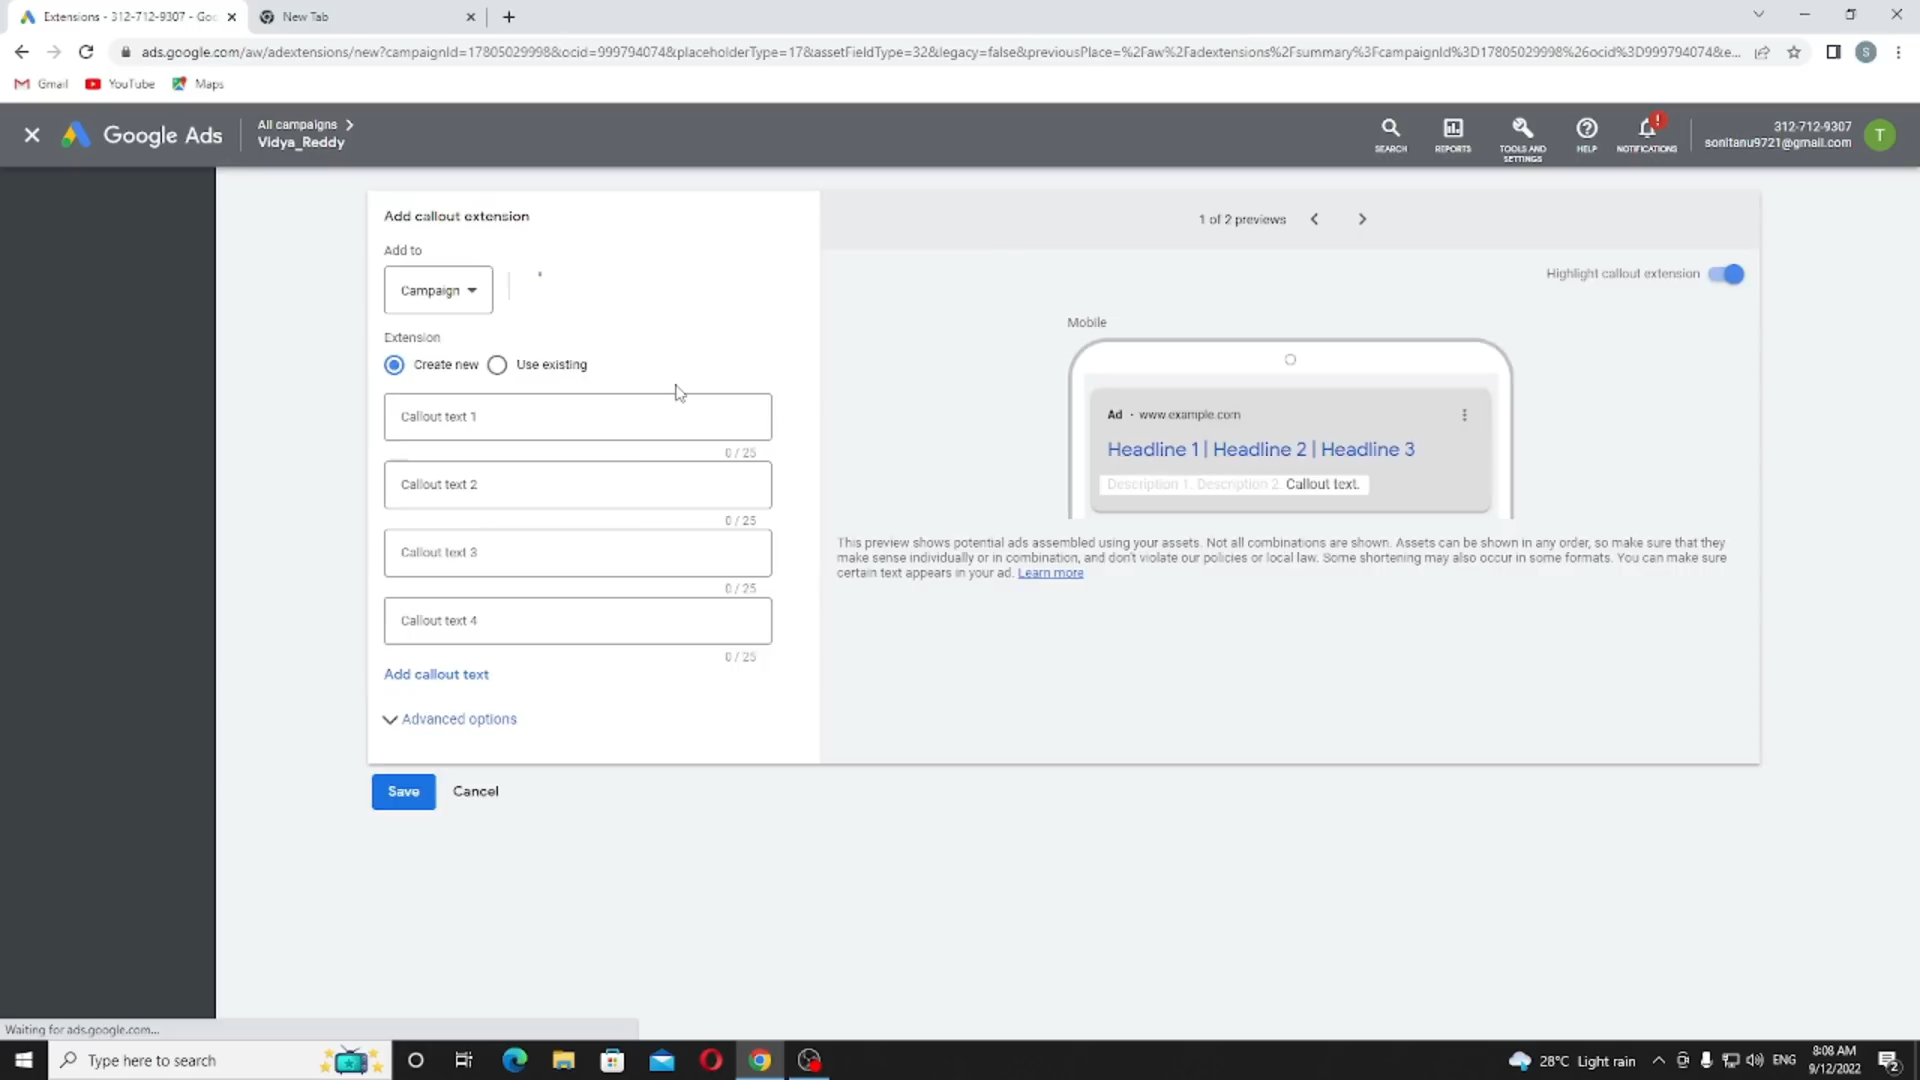 Extensions - 312-712-9307 - Goo
New Tab
ads.google.com/aw/adextensions/new?campaignId=17805029998&ocid=999794074&placeholderType=17&assetFieldType=32&legacy=false&previousPlace=%2Faw%2Fadextensions%2Fsummary%3FcampaignId%3D17805029998%26ocid%3D999794074&e...
S
Gmail
YouTube
Maps
Google Ads
All campaigns
Vidya_Reddy
SEARCH
REPORTS
TOOLS AND
SETTINGS
HELP
!
NOTIFICATIONS
312-712-9307
sonitanu9721@gmail.com
T
Add callout extension
Add to
Campaign
Extension
Create new
Use existing
Callout text 1
0 / 25
Callout text 2
0 / 25
Callout text 3
0 / 25
Callout text 4
0 / 25
Add callout text
Advanced options
Save
Cancel
1 of 2 previews
Highlight callout extension
Mobile
Ad · www.example.com
Headline 1 | Headline 2 | Headline 3
Description 1. Description 2. Callout text.
This preview shows potential ads assembled using your assets. Not all combinations are shown. Assets can be shown in any order, so make sure that they
make sense individually or in combination, and don't violate our policies or local law. Some shortening may also occur in some formats. You can make sure
certain text appears in your ad. Learn more
Waiting for ads.google.com...
Type here to search
28°C Light rain
ENG
8:08 AM
9/12/2022
2